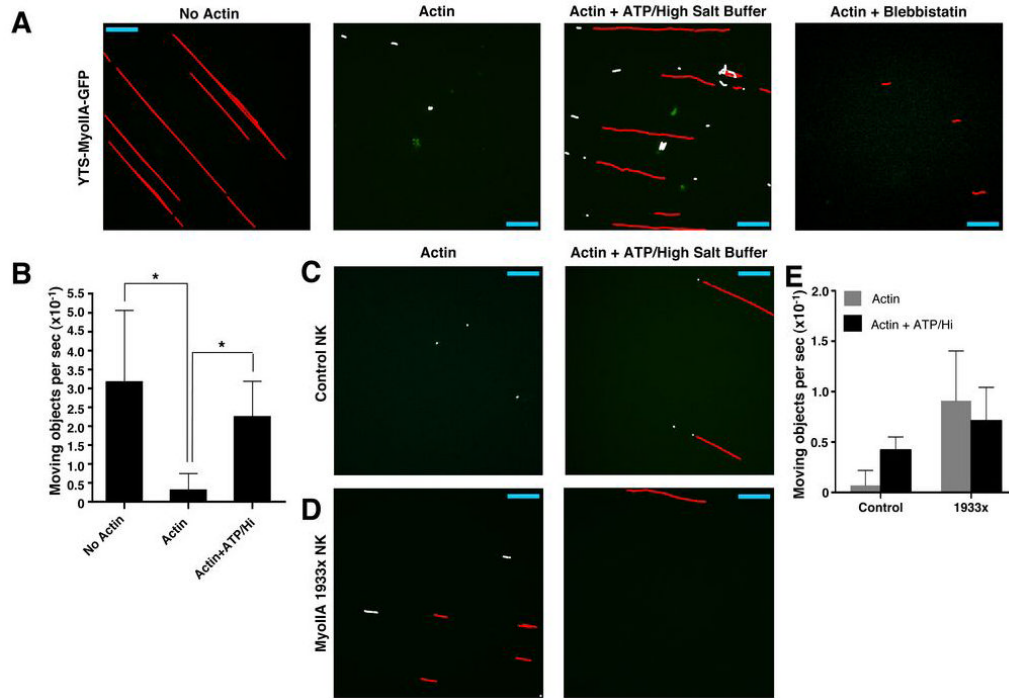 A
No Actin
Actin
Actin + ATP/High Salt Buffer
Actin + Blebbistatin
YTS-MyoIIA-GFP
B
Moving objects per sec (x10-1)
5.5
5.0
4.5
4.0
3.5
3.0
2.5
2.0
1.5
1.0
0.5
0
*
*
No Actin
Actin
Actin+ATP/Hi
C
Actin
Actin + ATP/High Salt Buffer
Control NK
D
MyoIIA 1933x NK
E
Moving objects per sec (x10-1)
2.0
1.5
1.0
0.5
0
Actin
Actin + ATP/Hi
Control
1933x